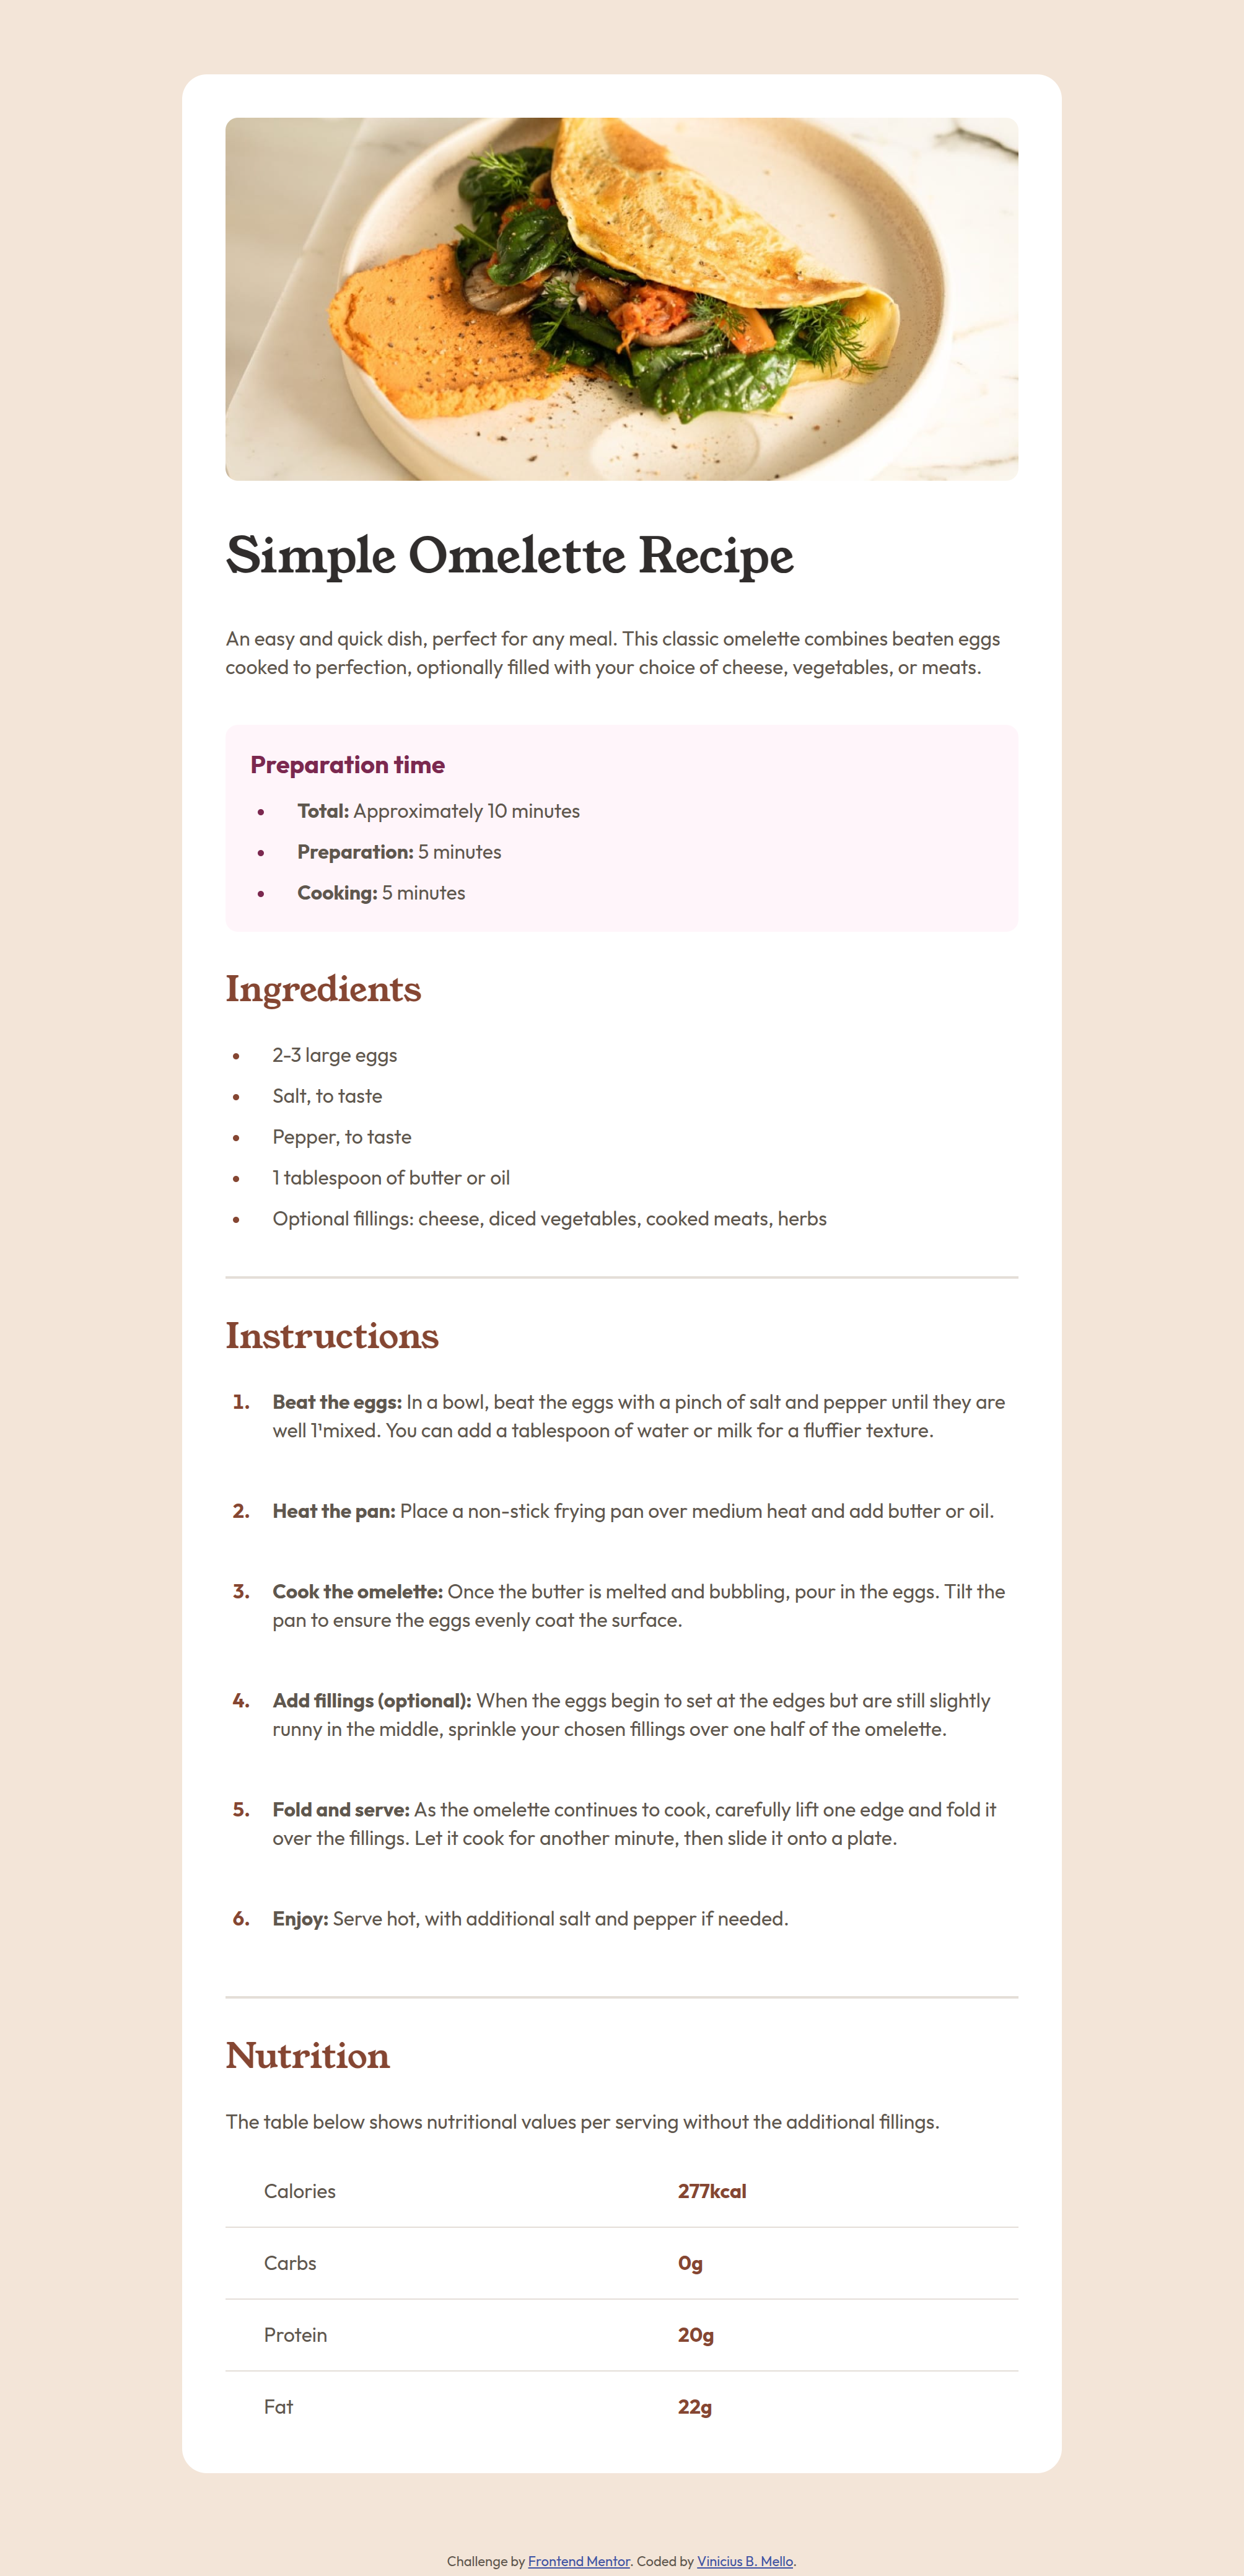 Simple Omelette Recipe
An easy and quick dish, perfect for any meal. This classic omelette combines beaten eggs
cooked to perfection, optionally filled with your choice of cheese, vegetables, or meats.
Preparation time
• Total: Approximately 10 minutes
• Preparation: 5 minutes
• Cooking: 5 minutes
Ingredients
• 2-3 large eggs
• Salt, to taste
• Pepper, to taste
• 1 tablespoon of butter or oil
• Optional fillings: cheese, diced vegetables, cooked meats, herbs
Instructions
1. Beat the eggs: In a bowl, beat the eggs with a pinch of salt and pepper until they are
well 1¹mixed. You can add a tablespoon of water or milk for a fluffier texture.
2. Heat the pan: Place a non-stick frying pan over medium heat and add butter or oil.
3. Cook the omelette: Once the butter is melted and bubbling, pour in the eggs. Tilt the
pan to ensure the eggs evenly coat the surface.
4. Add fillings (optional): When the eggs begin to set at the edges but are still slightly
runny in the middle, sprinkle your chosen fillings over one half of the omelette.
5. Fold and serve: As the omelette continues to cook, carefully lift one edge and fold it
over the fillings. Let it cook for another minute, then slide it onto a plate.
6. Enjoy: Serve hot, with additional salt and pepper if needed.
Nutrition
The table below shows nutritional values per serving without the additional fillings.
Calories 277kcal
Carbs 0g
Protein 20g
Fat 22g
Challenge by Frontend Mentor. Coded by Vinicius B. Mello.